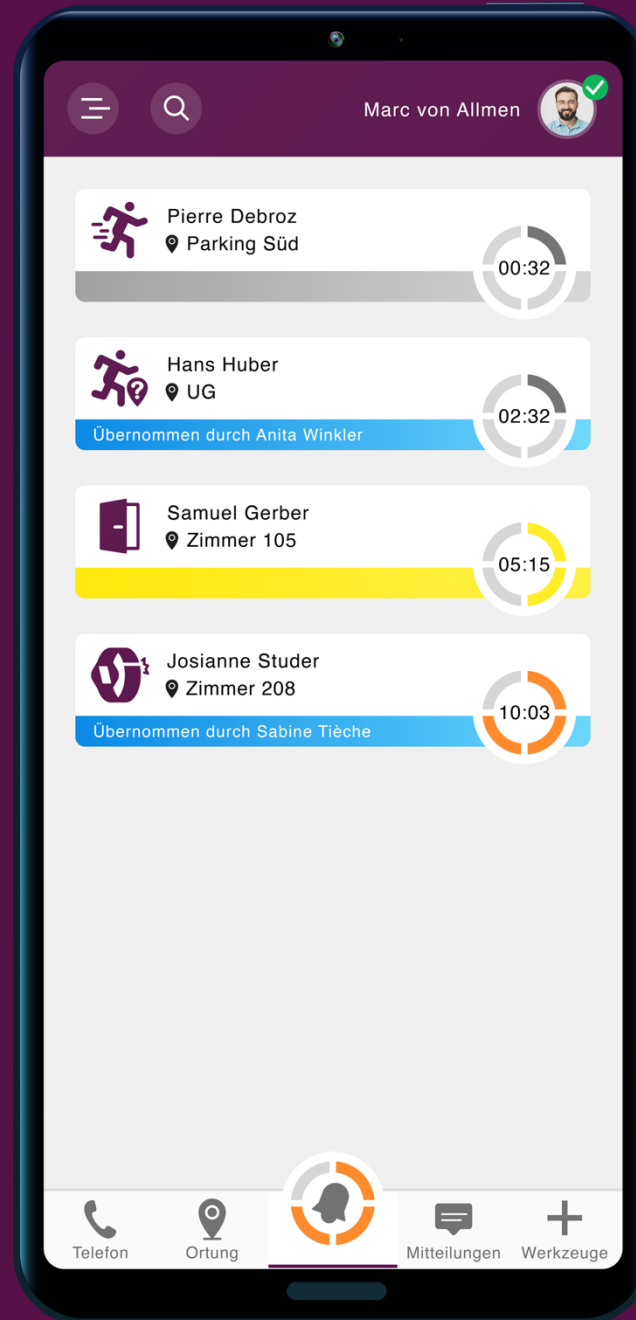 Marc von Allmen
Pierre Debroz
Parking Süd
00:32
Hans Huber
UG
02:32
Übernommen durch Anita Winkler
Samuel Gerber
Zimmer 105
05:15
Josianne Studer
Zimmer 208
10:03
Übernommen durch Sabine Tièche
Telefon
Ortung
Mitteilungen
Werkzeuge